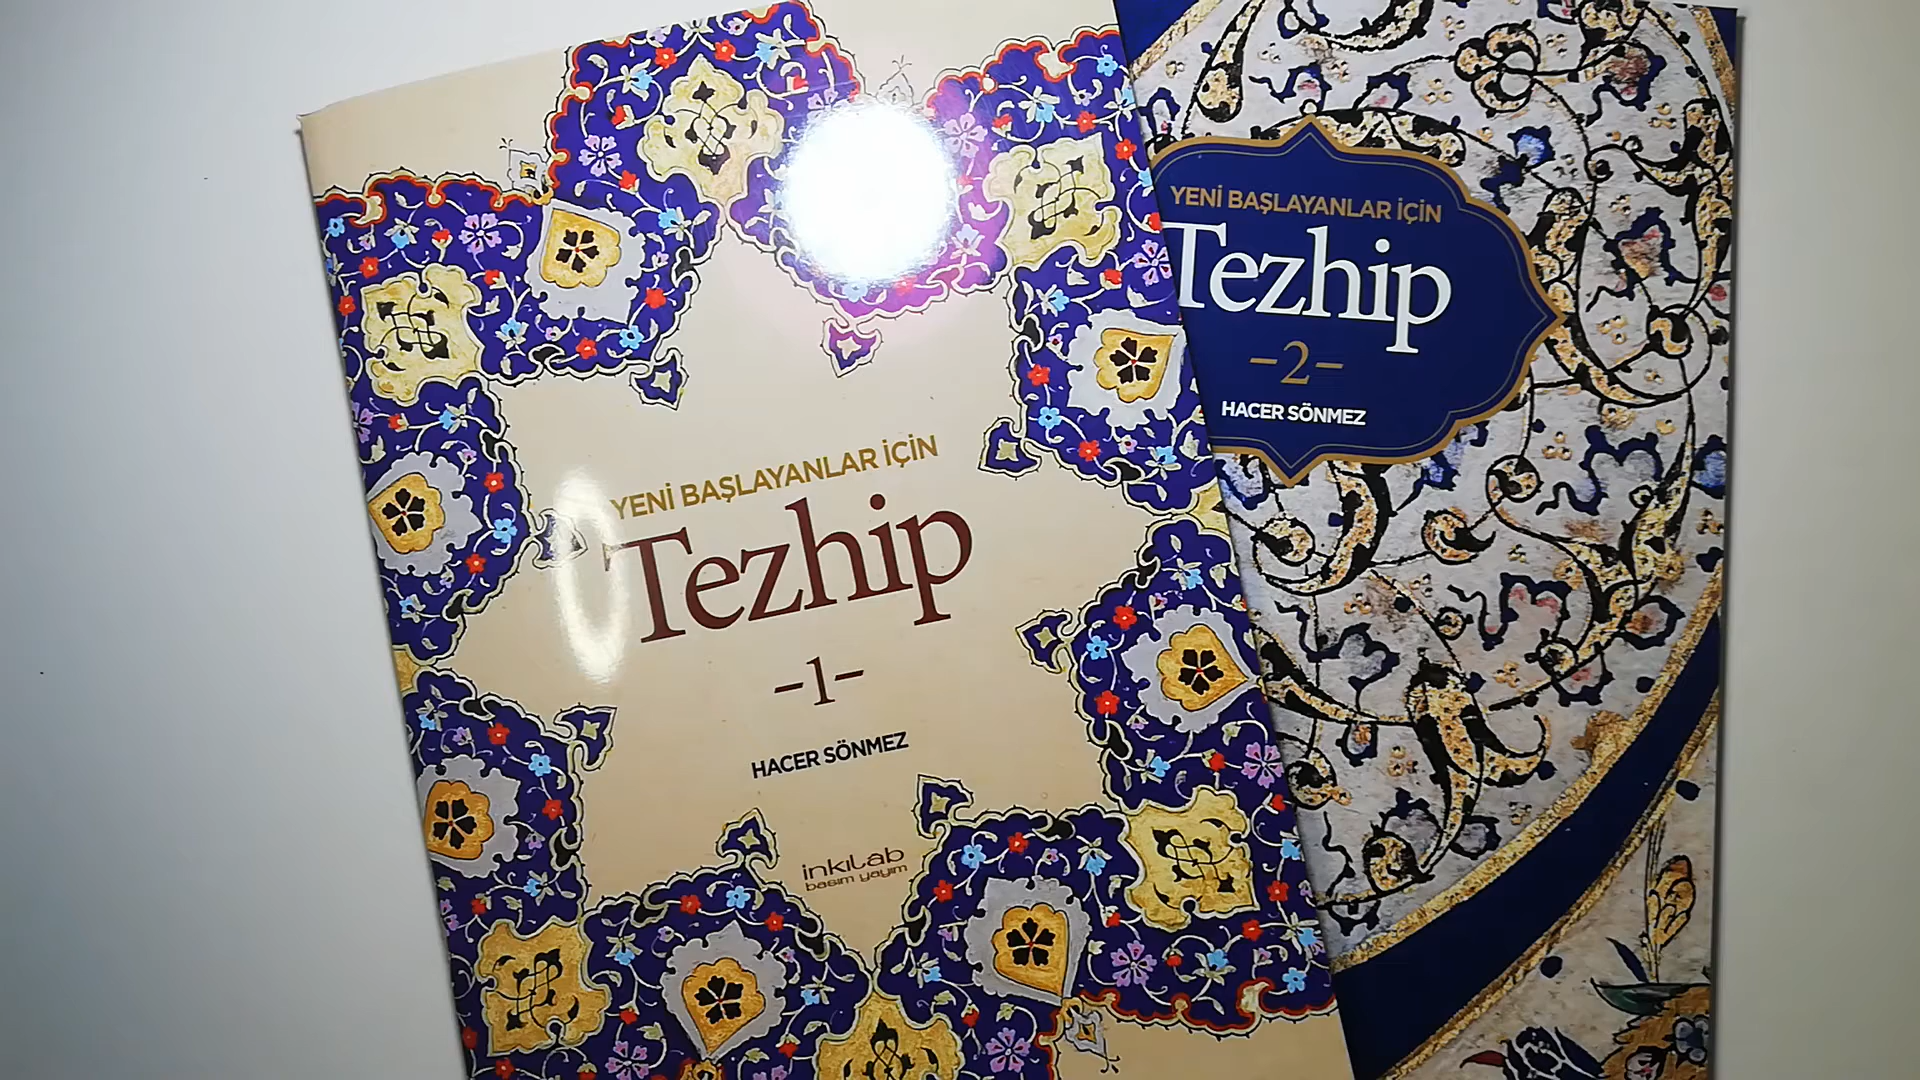 YENİ BAŞLAYANLAR İÇİN
Tezhip
-1-
HACER SÖNMEZ
inkılab
basım yayım
YENİ BAŞLAYANLAR İÇİN
Tezhip
-2-
HACER SÖNMEZ